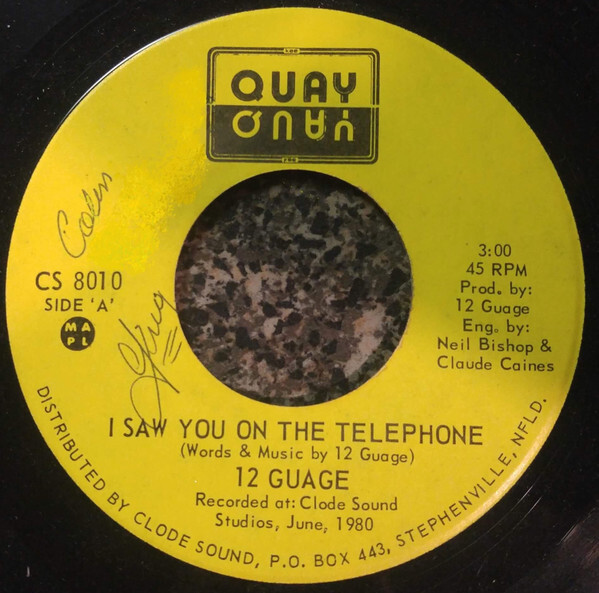 QUAY
QUAY
Colin
CS 8010
SIDE 'A'
MA
PL
3:00
45 RPM
Prod. by:
12 Guage
Eng. by:
Neil Bishop &
Claude Caines
I SAW YOU ON THE TELEPHONE
(Words & Music by 12 Guage)
12 GUAGE
Recorded at: Clode Sound
Studios, June, 1980
DISTRIBUTED BY CLODE SOUND, P.O. BOX 443, STEPHENVILLE, NFLD.